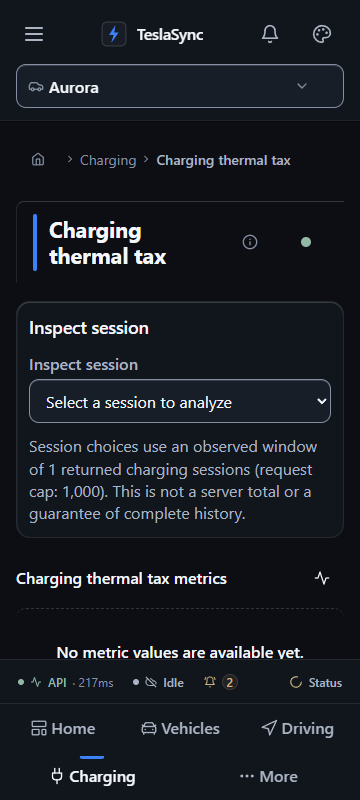 TeslaSync
Aurora
Charging
Charging thermal tax
Charging
thermal tax
Inspect session
Inspect session
Select a session to analyze
Session choices use an observed window
of 1 returned charging sessions (request
cap: 1,000). This is not a server total or a
guarantee of complete history.
Charging thermal tax metrics
No metric values are available yet.
API · 217ms
Idle
2
Status
Home
Vehicles
Driving
Charging
More